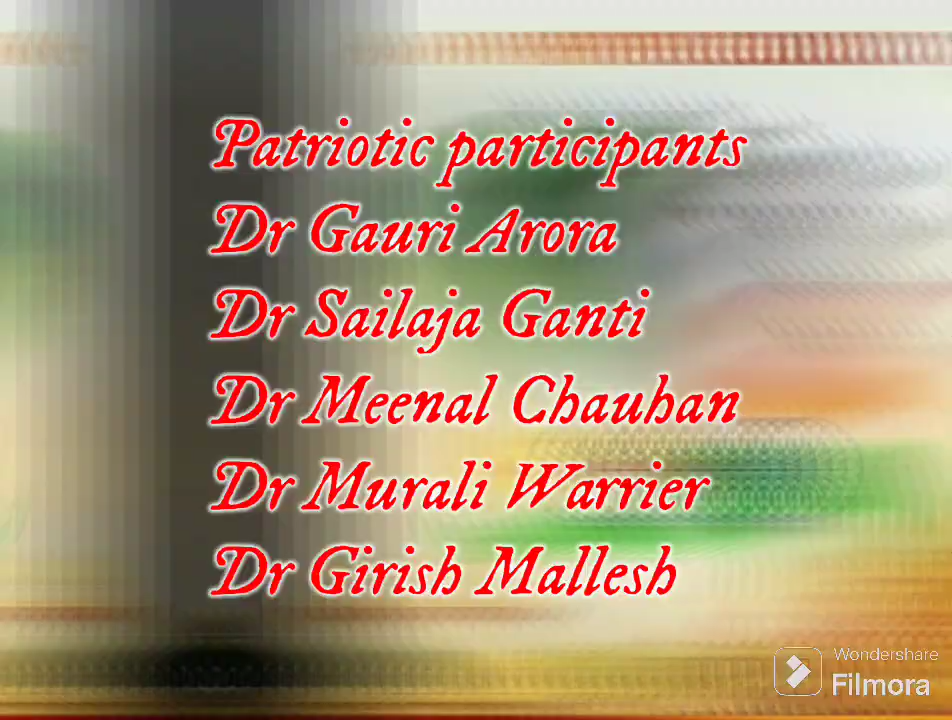 Patriotic participants
Dr Gauri Arora
Dr Sailaja Ganti
Dr Meenal Chauhan
Dr Murali Warrier
Dr Girish Mallesh
Wondershare
Filmora